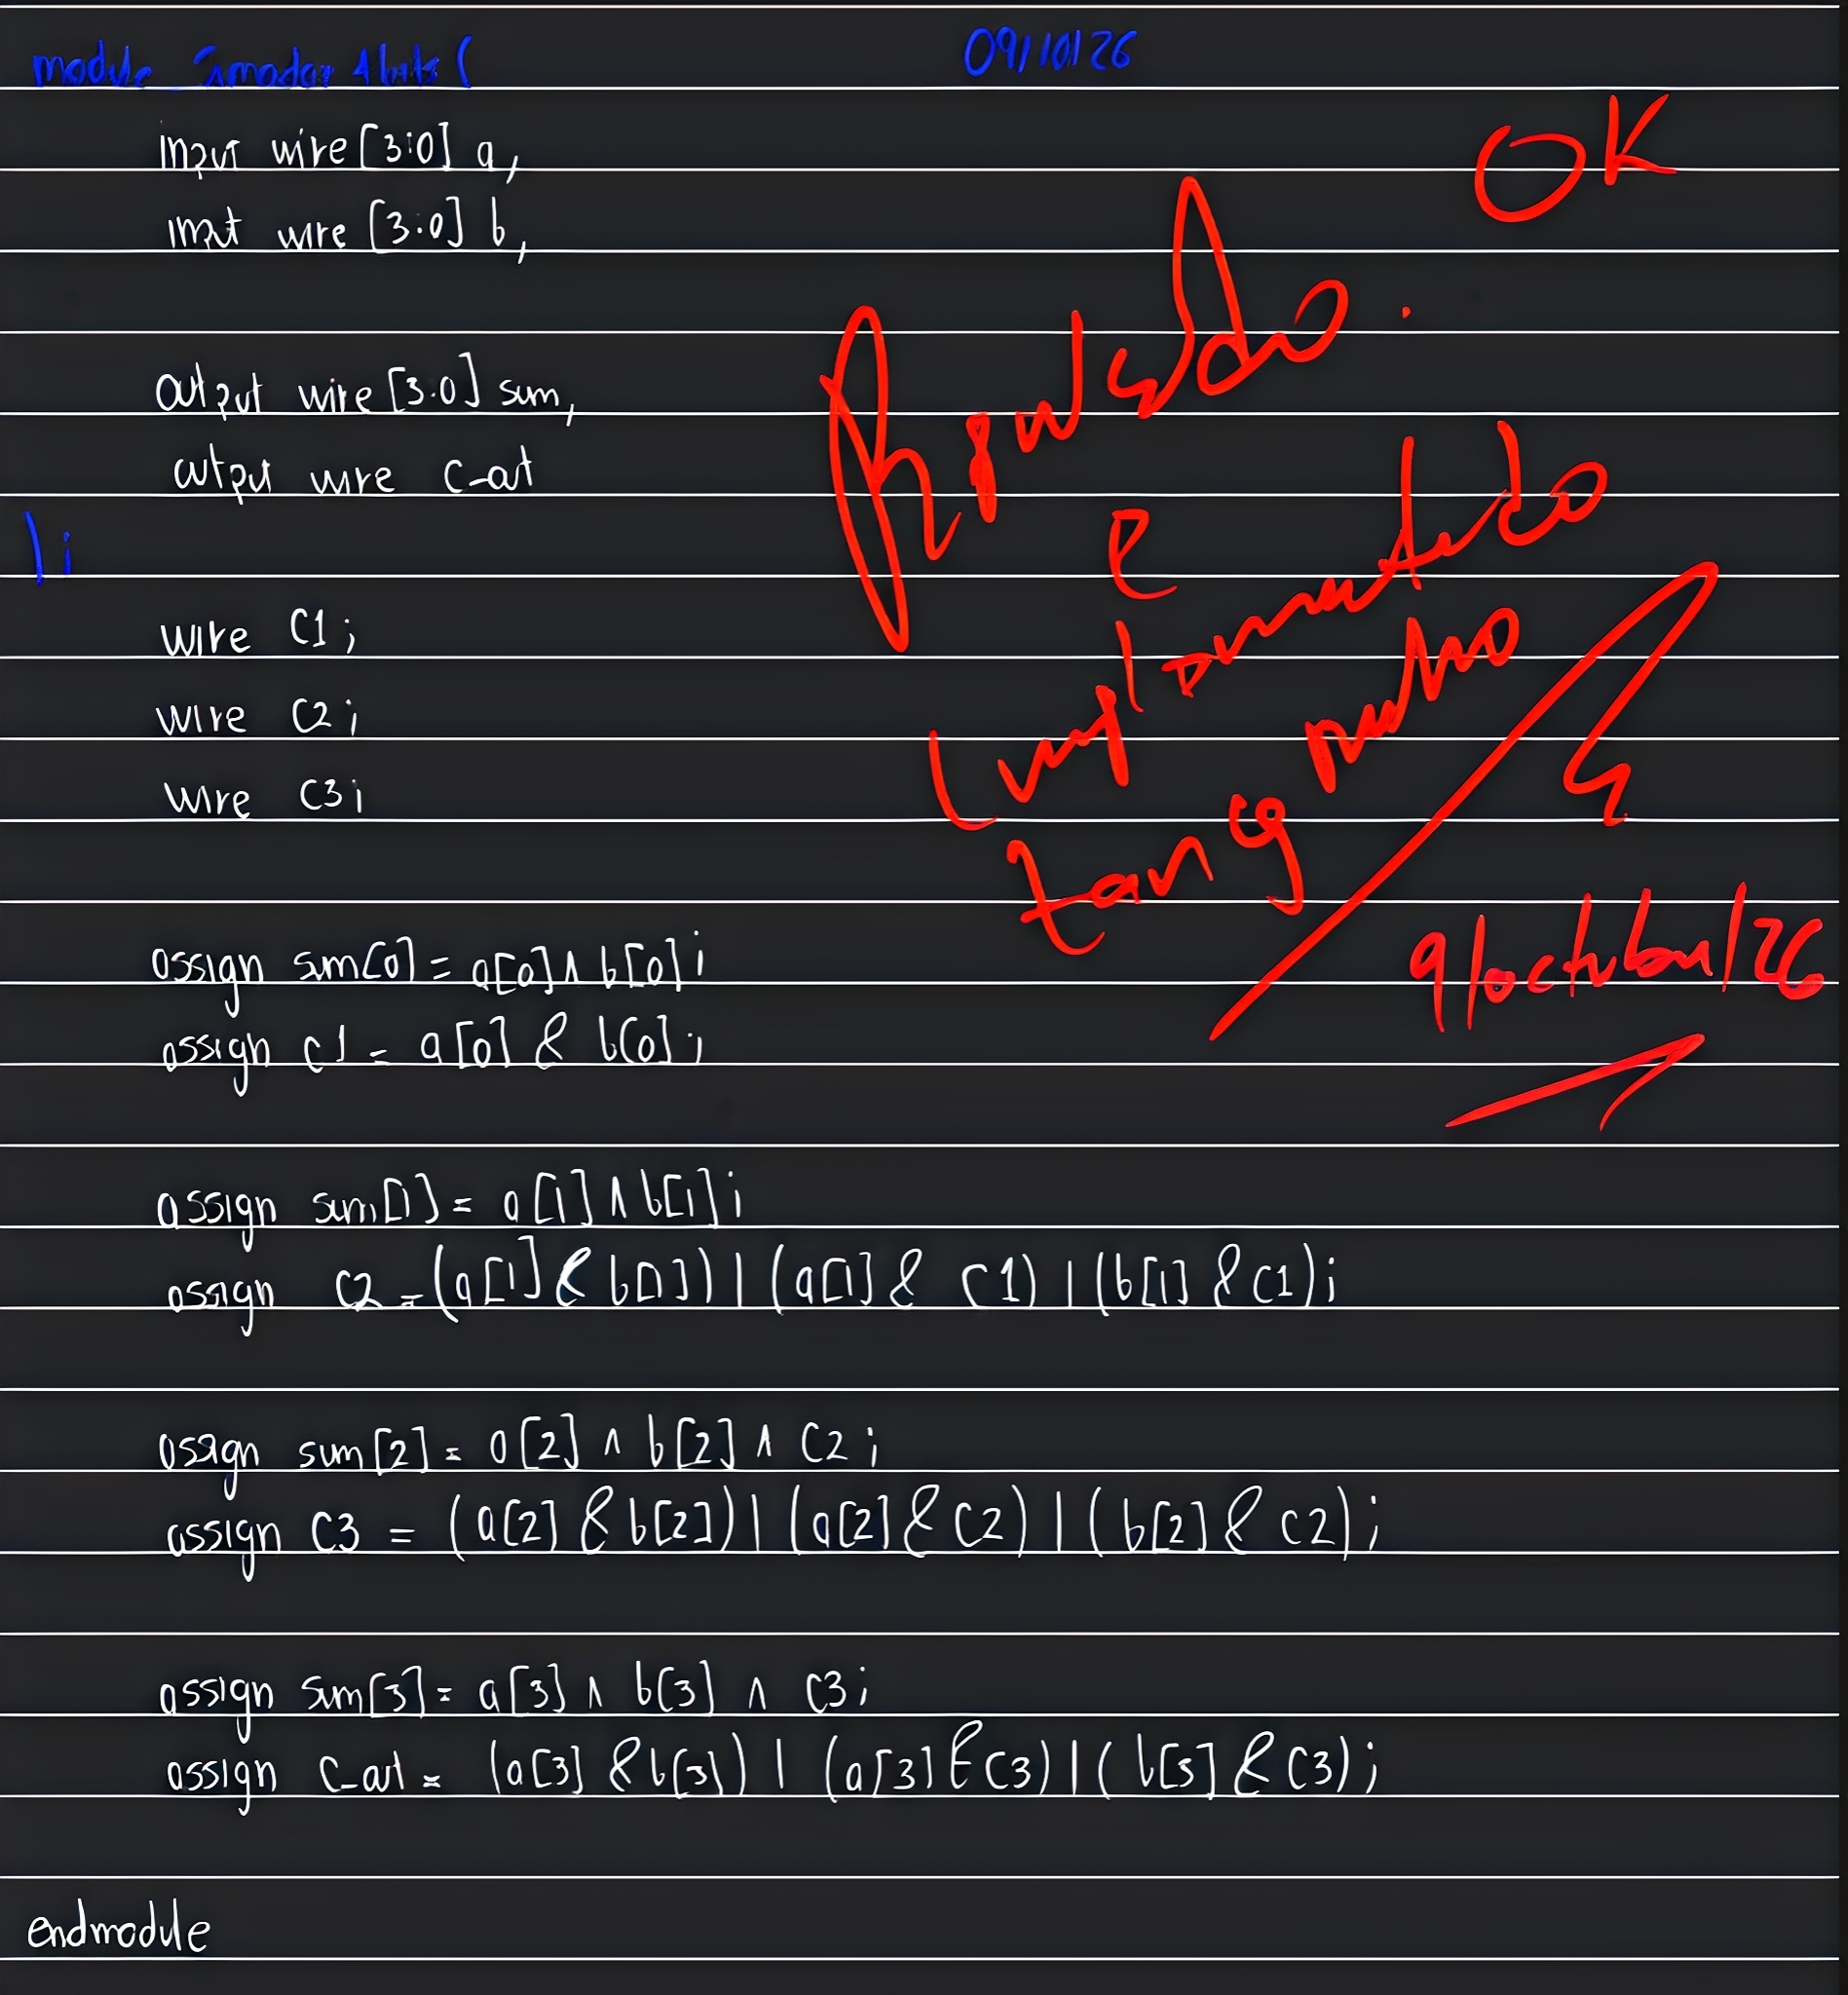 module Sumador 4bits (
09/10/26
input wire [3:0] a,
input wire [3:0] b,
output wire [3:0] sum,
output wire c_out
);
wire C1;
wire C2;
wire C3;
assign sum[0] = a[0] ^ b[0];
assign c1 = a[0] & b[0];
assign sum[1] = a[1] ^ b[1];
assign C2 = (a[1] & b[1]) | (a[1] & C1) | (b[1] & C1);
assign sum[2] = a[2] ^ b[2] ^ C2;
assign C3 = (a[2] & b[2]) | (a[2] & C2) | (b[2] & C2);
assign sum[3] = a[3] ^ b[3] ^ C3;
assign c_out = (a[3] & b[3]) | (a[3] & C3) | (b[3] & C3);
endmodule
OK
tang
9/octubre/26